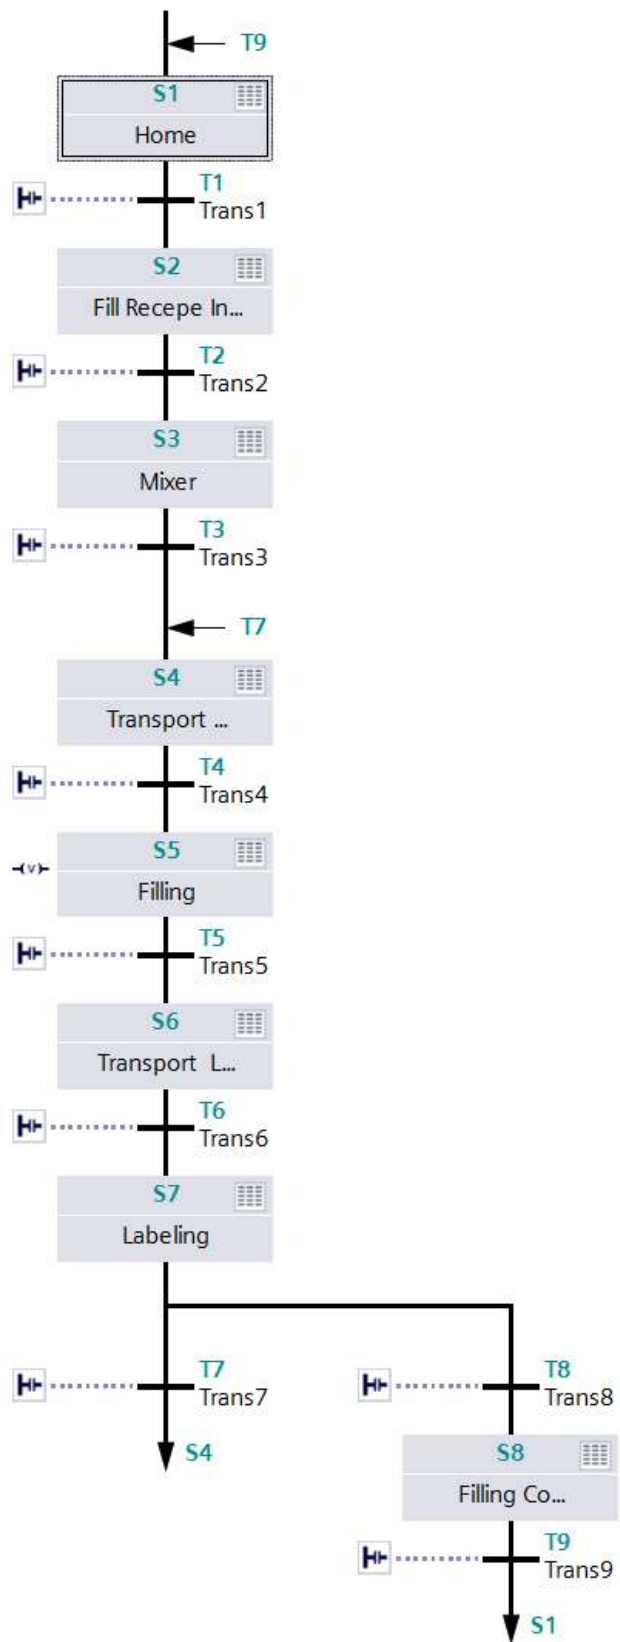 T9
S1
Home
T1
Trans1
S2
Fill Recepe In...
T2
Trans2
S3
Mixer
T3
Trans3
T7
S4
Transport ...
T4
Trans4
S5
(v)
Filling
T5
Trans5
S6
Transport L...
T6
Trans6
S7
Labeling
T7
Trans7
T8
Trans8
S4
S8
Filling Co...
T9
Trans9
S1